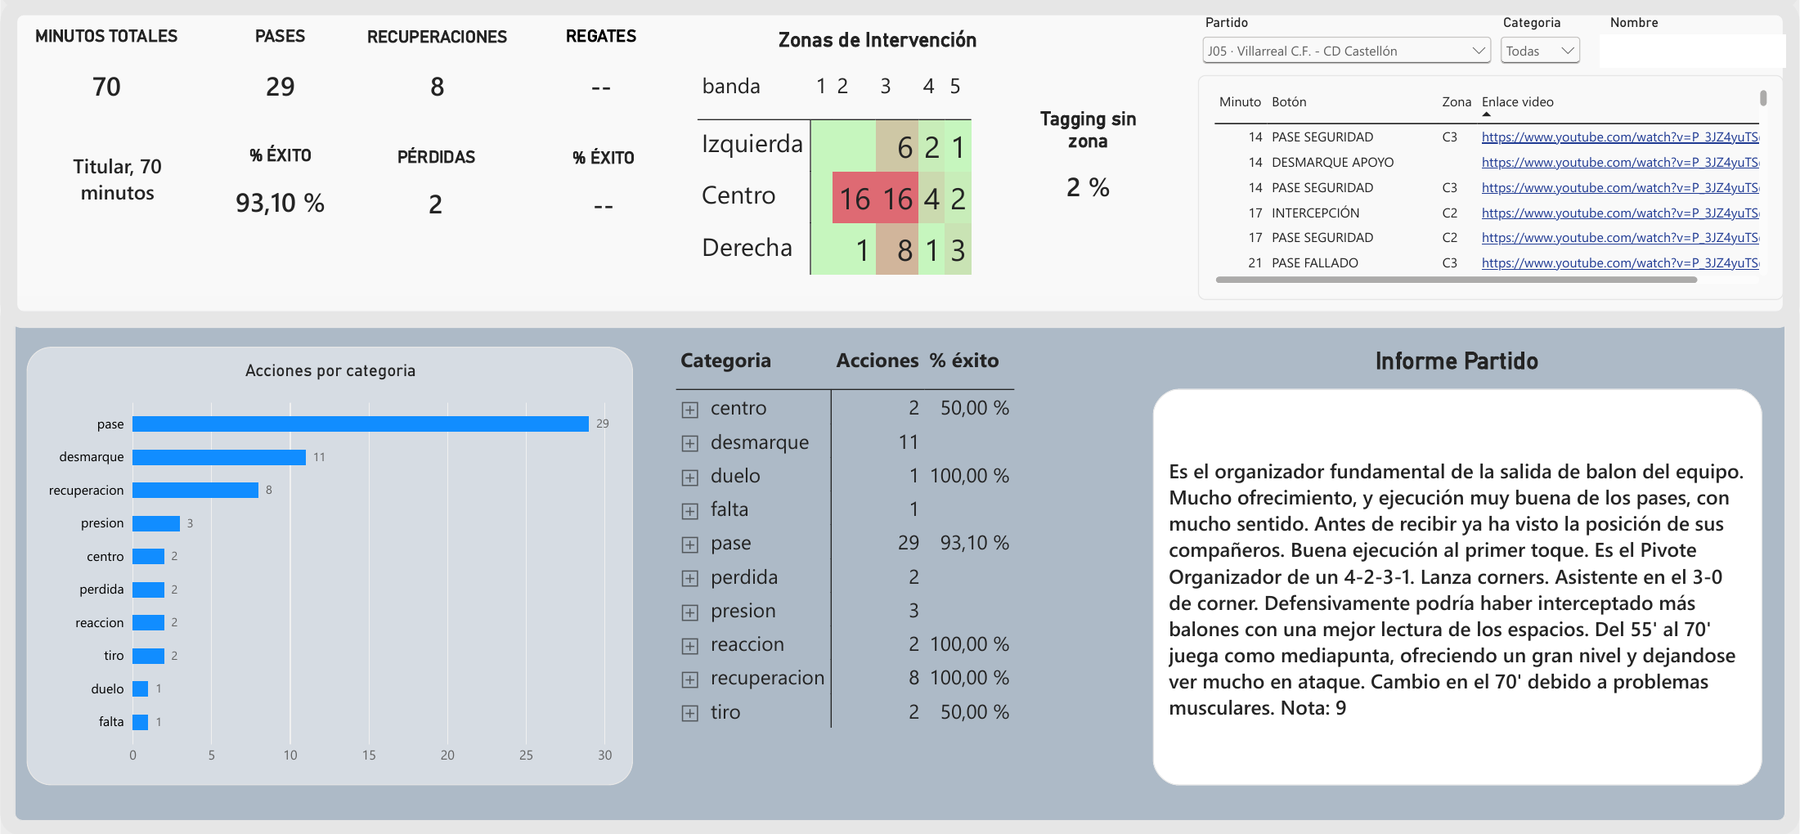 MINUTOS TOTALES
70
Titular, 70
minutos
PASES
29
% ÉXITO
93,10 %
RECUPERACIONES
8
PÉRDIDAS
2
REGATES
--
% ÉXITO
--
Zonas de Intervención
banda 1 2 3 4 5
Izquierda 6 2 1
Centro 16 16 4 2
Derecha 1 8 1 3
Tagging sin
zona
2 %
Partido
J05 · Villarreal C.F. - CD Castellón
Categoria
Todas
Nombre
Minuto Botón Zona Enlace video
14 PASE SEGURIDAD C3 https://www.youtube.com/watch?v=P_3JZ4yuTS
14 DESMARQUE APOYO https://www.youtube.com/watch?v=P_3JZ4yuTS
14 PASE SEGURIDAD C3 https://www.youtube.com/watch?v=P_3JZ4yuTS
17 INTERCEPCIÓN C2 https://www.youtube.com/watch?v=P_3JZ4yuTS
17 PASE SEGURIDAD C2 https://www.youtube.com/watch?v=P_3JZ4yuTS
21 PASE FALLADO C3 https://www.youtube.com/watch?v=P_3JZ4yuTS
Acciones por categoria
pase 29
desmarque 11
recuperacion 8
presion 3
centro 2
perdida 2
reaccion 2
tiro 2
duelo 1
falta 1
0 5 10 15 20 25 30
Categoria Acciones % éxito
centro 2 50,00 %
desmarque 11
duelo 1 100,00 %
falta 1
pase 29 93,10 %
perdida 2
presion 3
reaccion 2 100,00 %
recuperacion 8 100,00 %
tiro 2 50,00 %
Informe Partido
Es el organizador fundamental de la salida de balon del equipo.
Mucho ofrecimiento, y ejecución muy buena de los pases, con
mucho sentido. Antes de recibir ya ha visto la posición de sus
compañeros. Buena ejecución al primer toque. Es el Pivote
Organizador de un 4-2-3-1. Lanza corners. Asistente en el 3-0
de corner. Defensivamente podría haber interceptado más
balones con una mejor lectura de los espacios. Del 55' al 70'
juega como mediapunta, ofreciendo un gran nivel y dejandose
ver mucho en ataque. Cambio en el 70' debido a problemas
musculares. Nota: 9